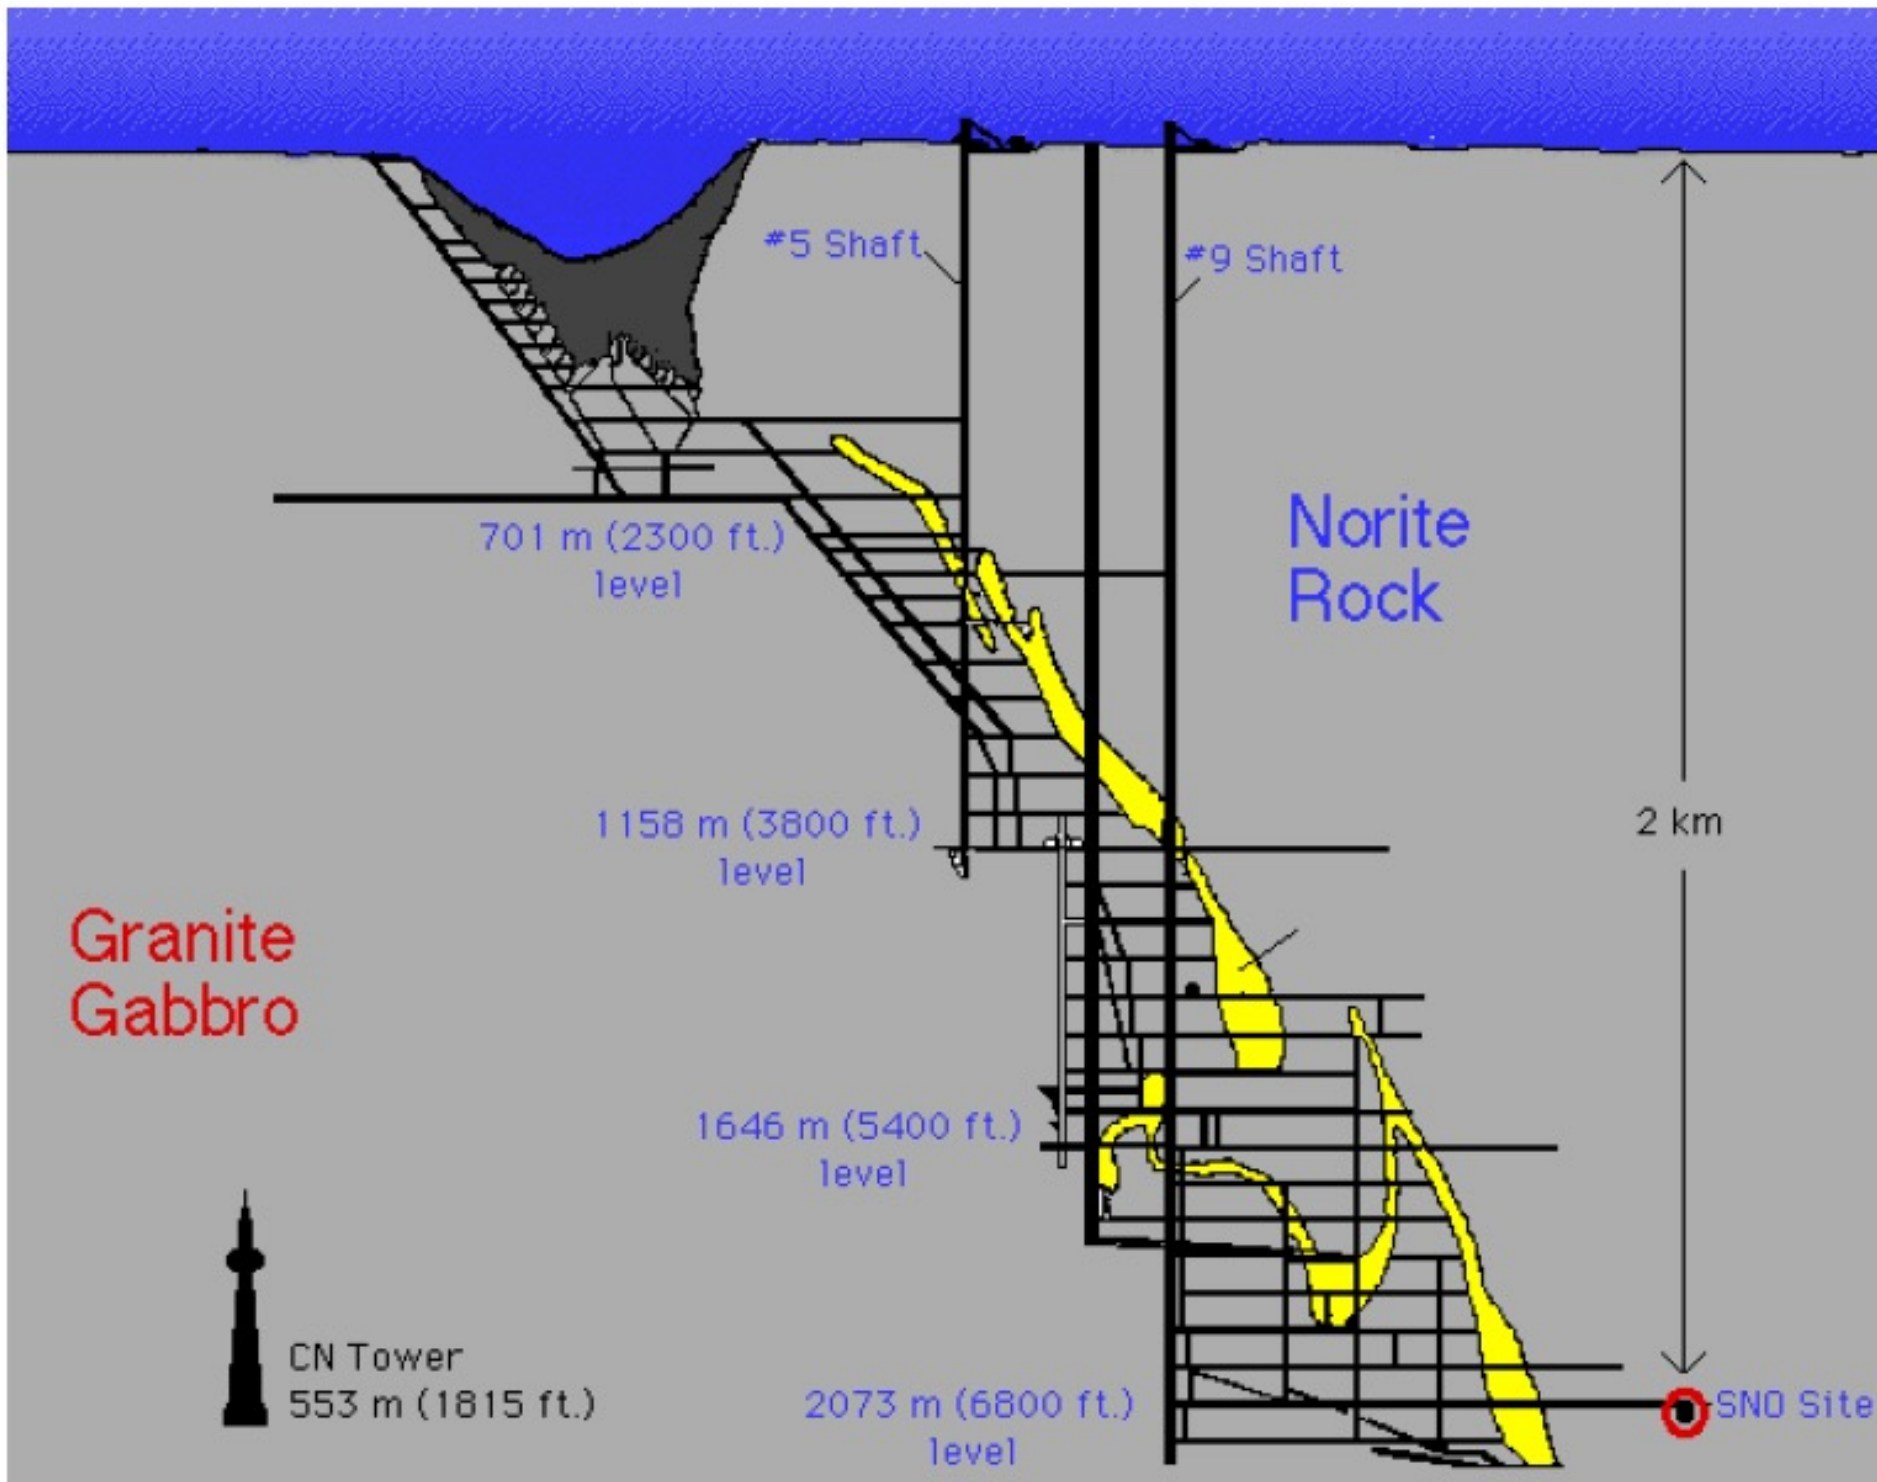 #5 Shaft
#9 Shaft
701 m (2300 ft.)
level
Norite
Rock
1158 m (3800 ft.)
level
2 km
Granite
Gabbro
1646 m (5400 ft.)
level
CN Tower
553 m (1815 ft.)
2073 m (6800 ft.)
level
SNO Site